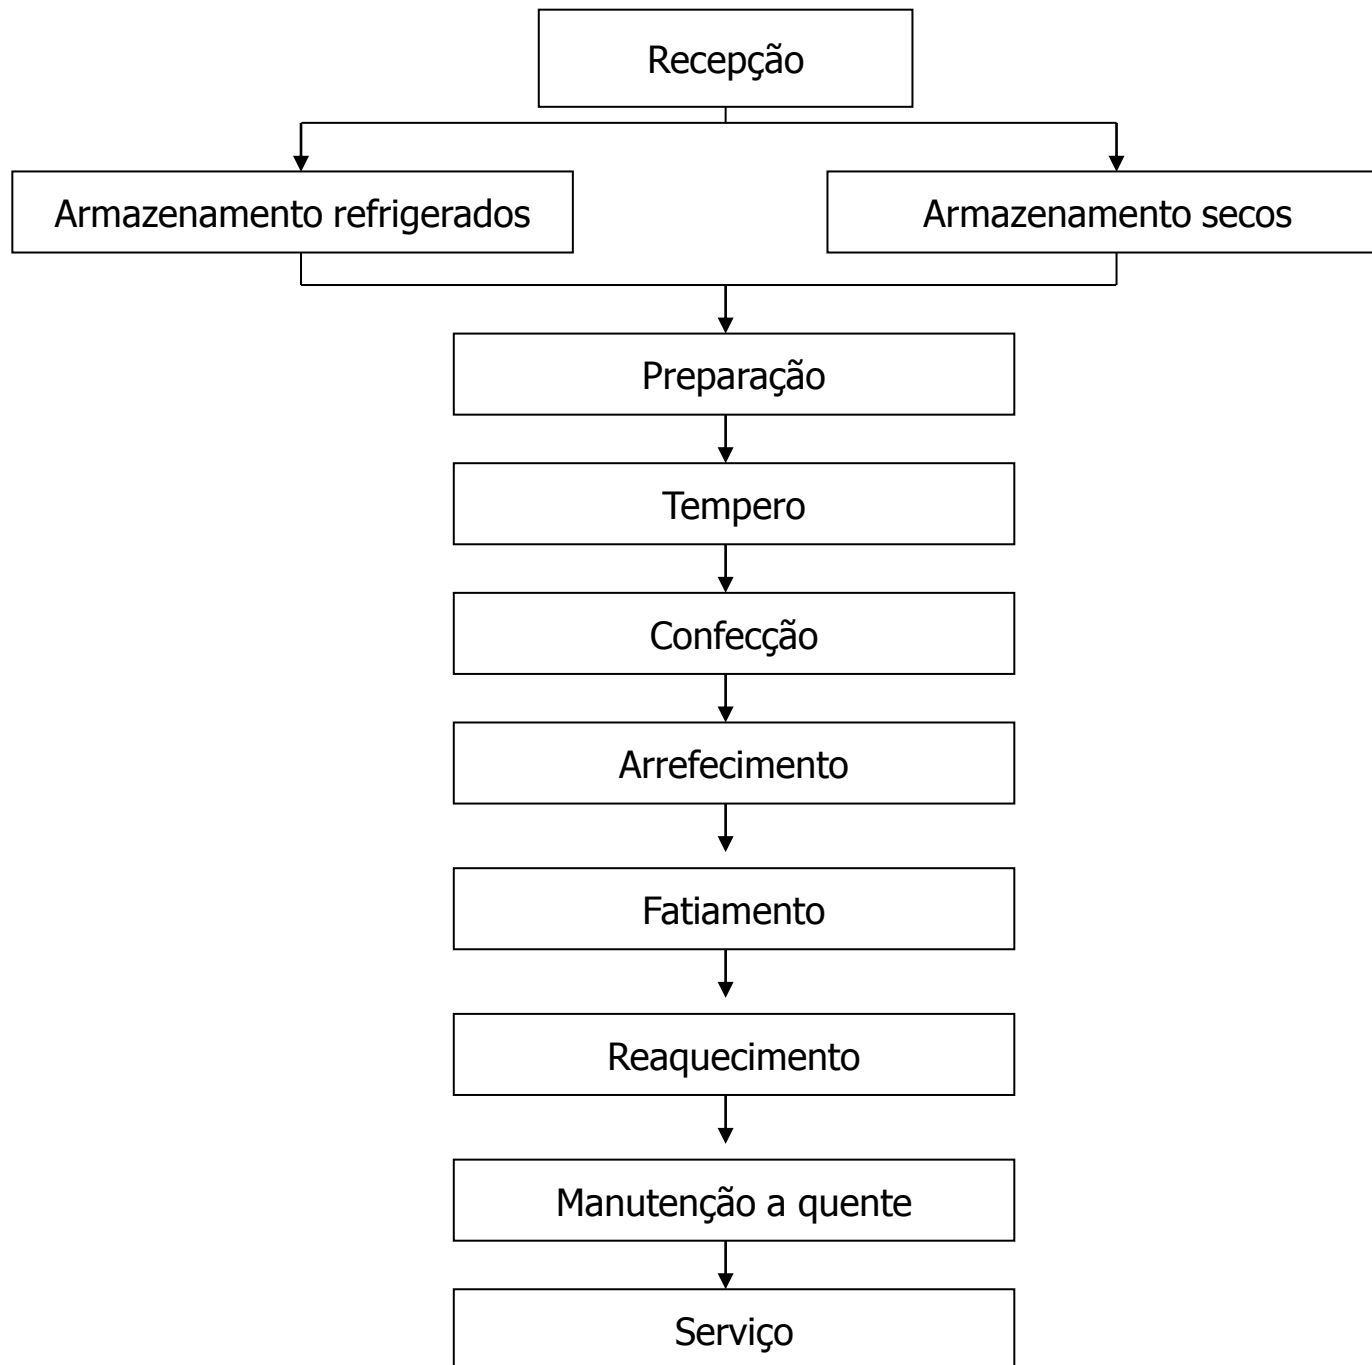 Recepção
Armazenamento refrigerados
Armazenamento secos
Preparação
Tempero
Confecção
Arrefecimento
Fatiamento
Reaquecimento
Manutenção a quente
Serviço